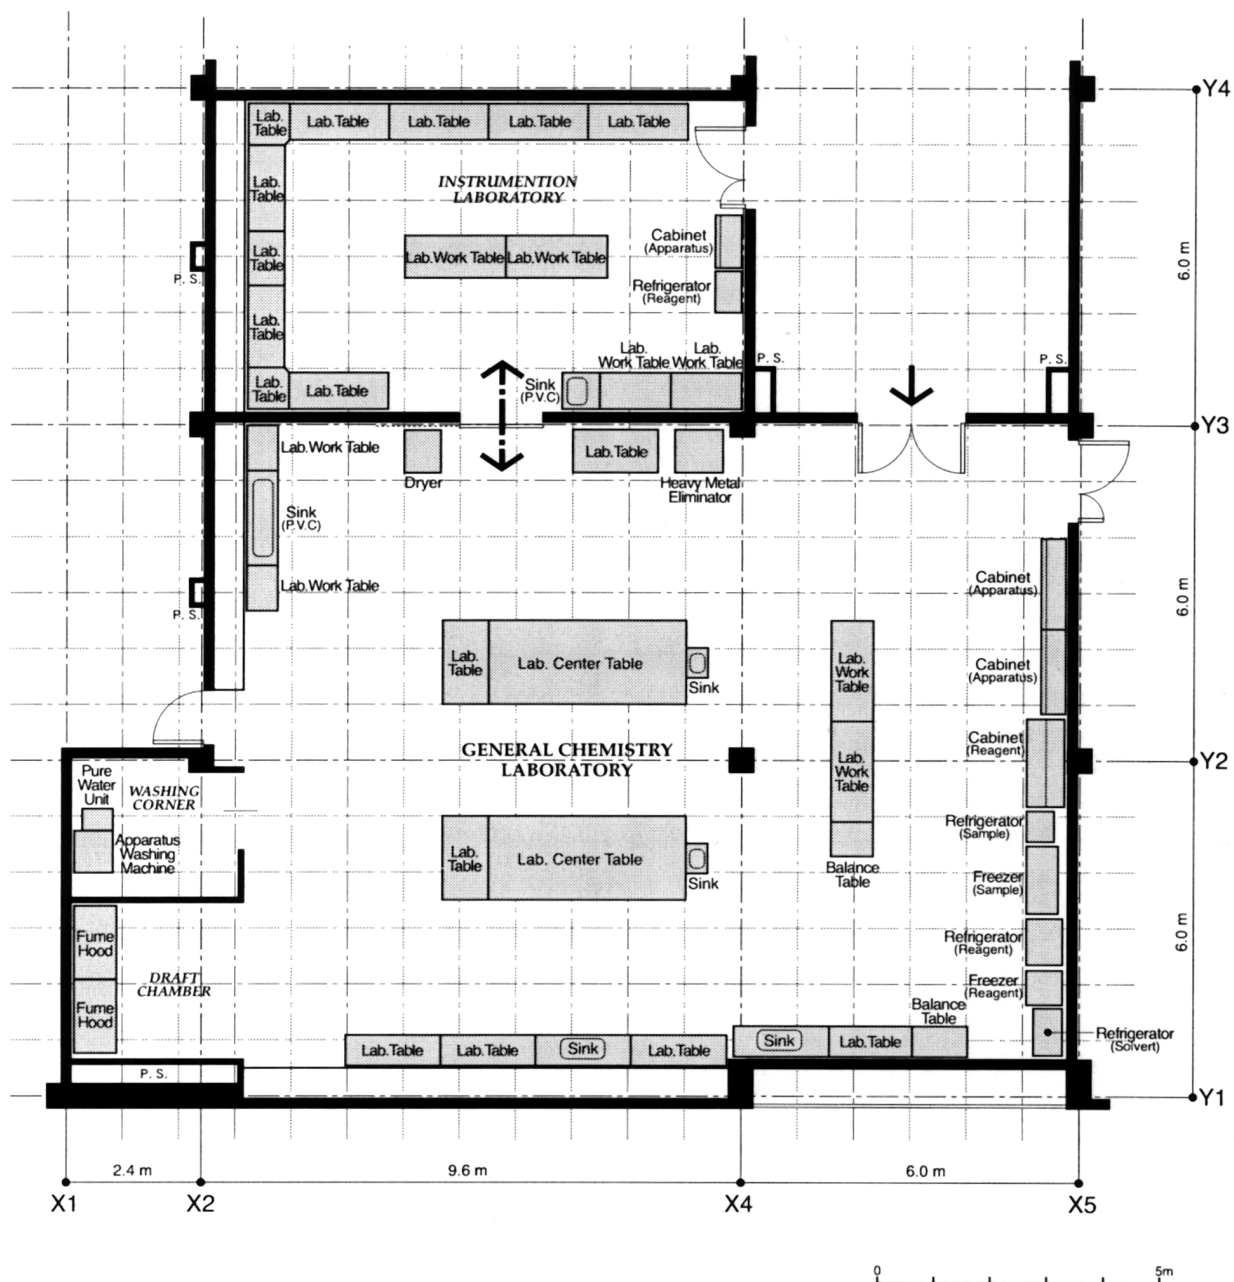 Y4
Lab.
Table
Lab.Table
Lab.Table
Lab.Table
Lab.Table
INSTRUMENTION
LABORATORY
Lab.
Table
Cabinet
(Apparatus)
Lab.
Table
Lab.Work Table
Lab.Work Table
6.0 m
P. S.
Refrigerator
(Reagent)
Lab.
Table
Lab.
Work Table
Lab.
Work Table
P. S.
P. S.
Lab.
Table
Lab.Table
Sink
(P.V.C)
Y3
Lab.Work Table
Lab.Table
Dryer
Heavy Metal
Eliminator
Sink
(P.V.C)
Lab.Work Table
P. S.
Cabinet
(Apparatus)
6.0 m
Lab.
Table
Lab. Center Table
Sink
Lab.
Work
Table
Cabinet
(Apparatus)
GENERAL CHEMISTRY
LABORATORY
Cabinet
(Reagent)
Y2
Pure
Water
Unit
WASHING
CORNER
Lab.
Work
Table
Apparatus
Washing
Machine
Refrigerator
(Sample)
Lab.
Table
Lab. Center Table
Sink
Balance
Table
Freezer
(Sample)
Fume
Hood
Refrigerator
(Reagent)
6.0 m
DRAFT
CHAMBER
Freezer
(Reagent)
Fume
Hood
Balance
Table
Lab.Table
Lab.Table
Sink
Lab.Table
Sink
Lab.Table
Refrigerator
(Solvert)
P. S.
Y1
2.4 m
9.6 m
6.0 m
X1
X2
X4
X5
0
5m